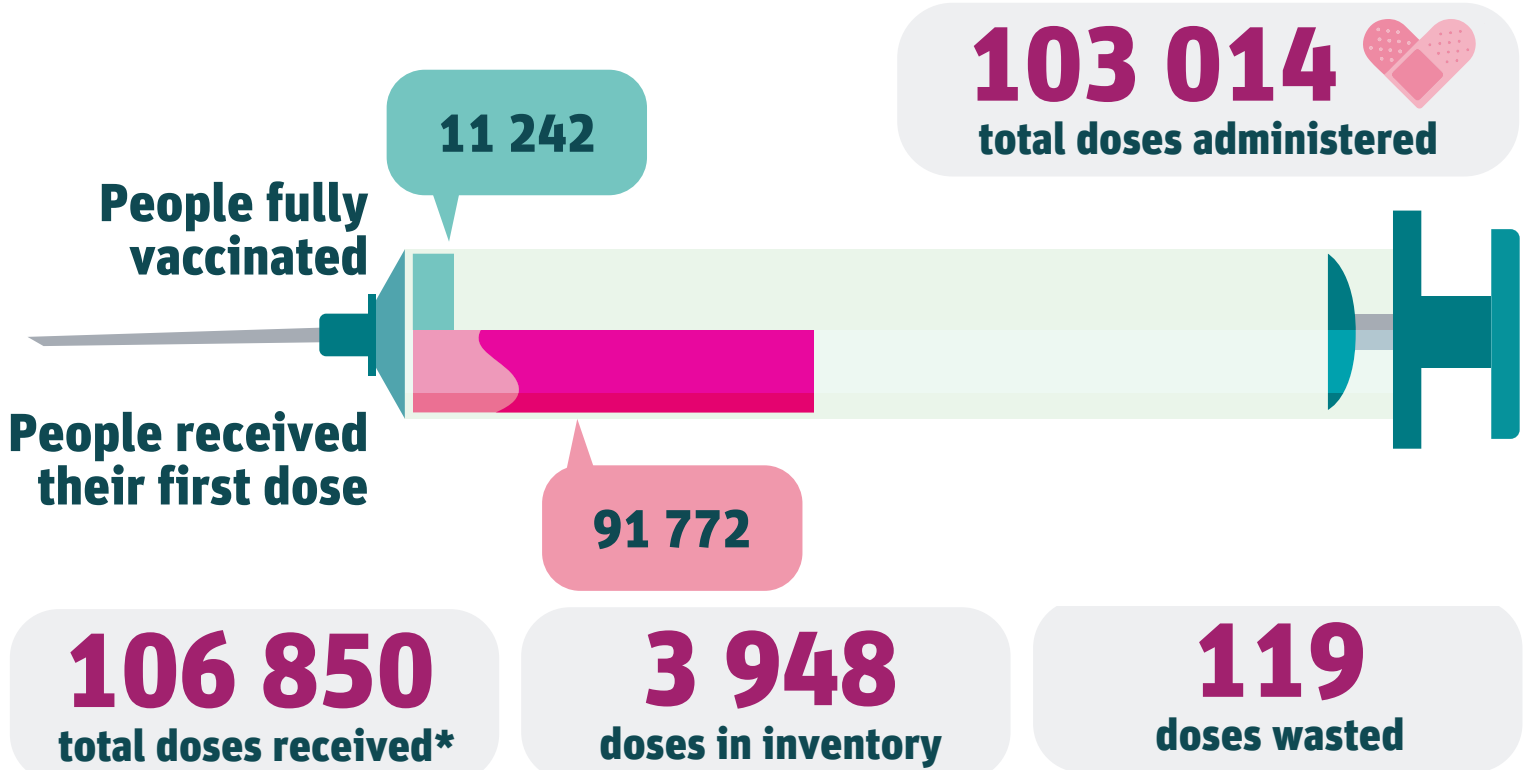 103 014
total doses administered
11 242
People fully
vaccinated
People received
their first dose
91 772
106 850
total doses received*
3 948
doses in inventory
119
doses wasted